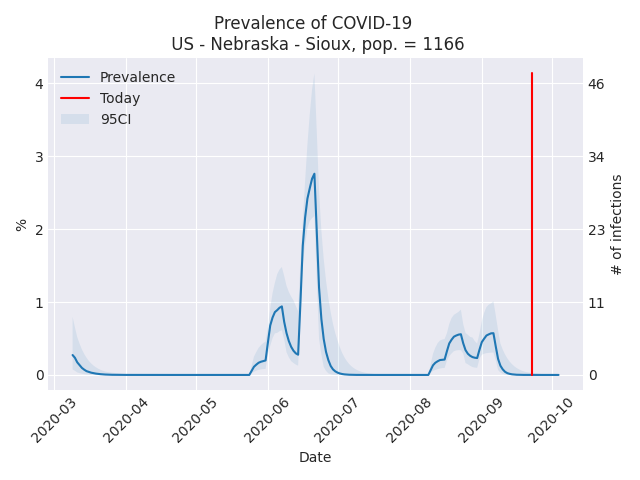 Prevalence of COVID-19
US - Nebraska - Sioux, pop. = 1166
Prevalence
Today
95CI
%
4
3
2
1
0
# of infections
46
34
23
11
0
2020-03
2020-04
2020-05
2020-06
2020-07
2020-08
2020-09
2020-10
Date